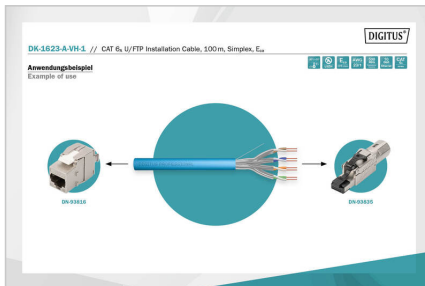 DIGITUS®
DK-1623-A-VH-1 // CAT 6A U/FTP Installation Cable, 100 m, Simplex, Eca
Anwendungsbeispiel
Example of use
DN-93616
DN-93635